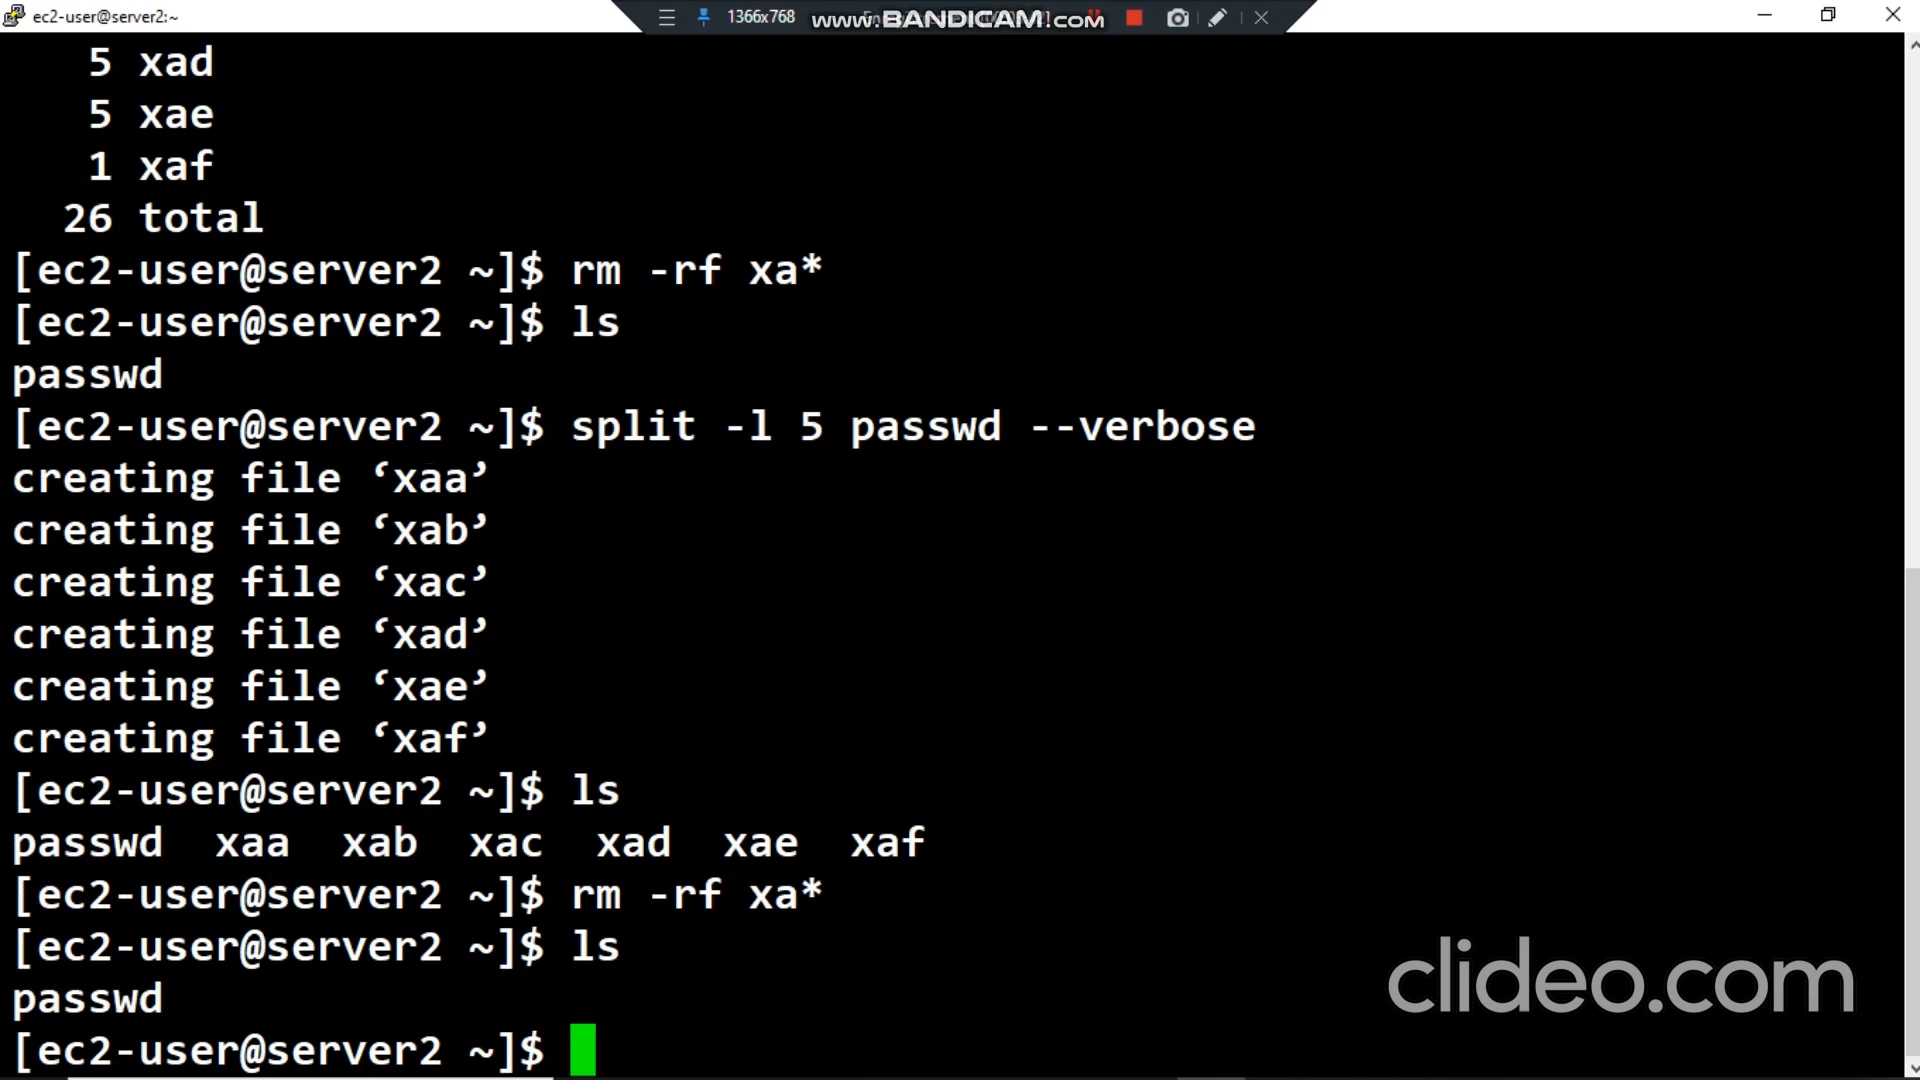 ec2-user@server2:~
1366x768
www.BANDICAM.com
5 xad
5 xae
1 xaf
26 total
[ec2-user@server2 ~]$ rm -rf xa*
[ec2-user@server2 ~]$ ls
passwd
[ec2-user@server2 ~]$ split -l 5 passwd --verbose
creating file ‘xaa’
creating file ‘xab’
creating file ‘xac’
creating file ‘xad’
creating file ‘xae’
creating file ‘xaf’
[ec2-user@server2 ~]$ ls
passwd  xaa  xab  xac  xad  xae  xaf
[ec2-user@server2 ~]$ rm -rf xa*
[ec2-user@server2 ~]$ ls
passwd
[ec2-user@server2 ~]$
clideo.com